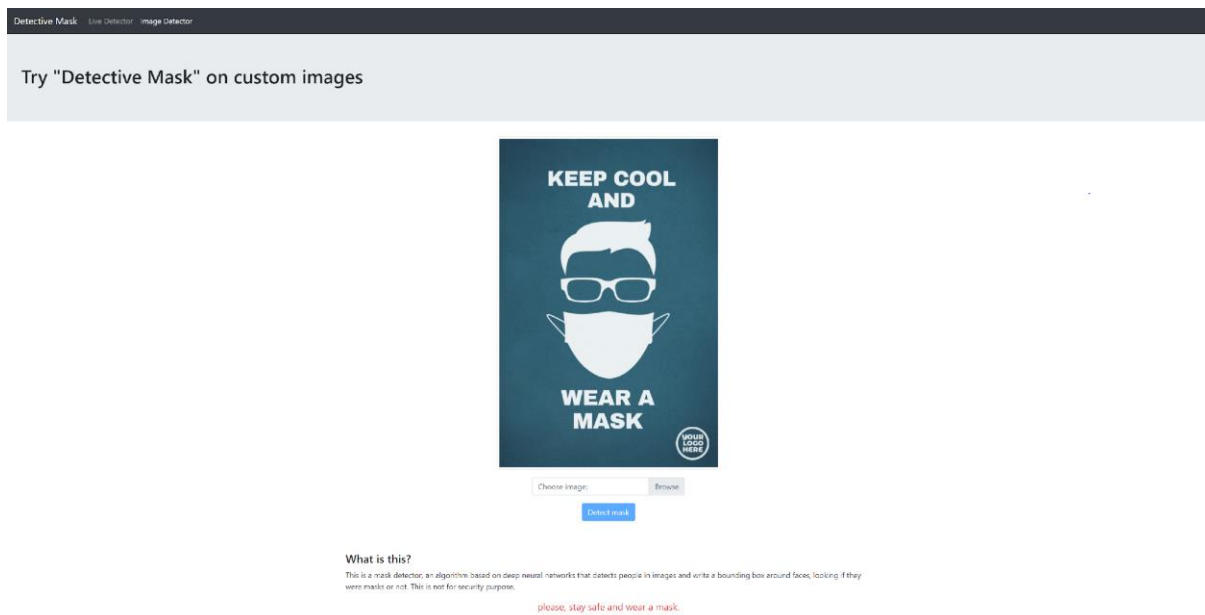 Detective Mask Live Detector Image Detector
Try "Detective Mask" on custom images
KEEP COOL
AND
WEAR A
MASK
YOUR
LOGO
HERE
Choose image: Browse
Detect mask
What is this?
This is a mask detector, an algorithm based on deep neural networks that detects people in images and write a bounding box around faces, looking if they
were masks or not. This is not for security purpose.
please, stay safe and wear a mask.